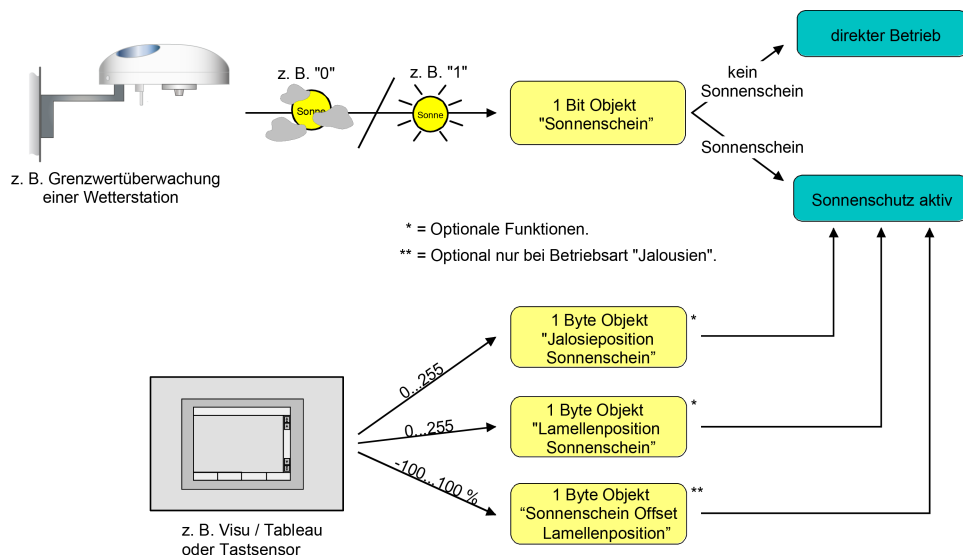 direkter Betrieb
z. B. "0"
z. B. "1"
kein
Sonnenschein
Sonne
Sonne
1 Bit Objekt
"Sonnenschein”
Sonnenschein
z. B. Grenzwertüberwachung
einer Wetterstation
Sonnenschutz aktiv
* = Optionale Funktionen.
** = Optional nur bei Betriebsart "Jalousien".
1 Byte Objekt
"Jalosieposition
Sonnenschein”
*
0...255
1 Byte Objekt
"Lamellenposition
Sonnenschein”
*
0...255
-100...100 %
1 Byte Objekt
“Sonnenschein Offset
Lamellenposition”
**
z. B. Visu / Tableau
oder Tastsensor